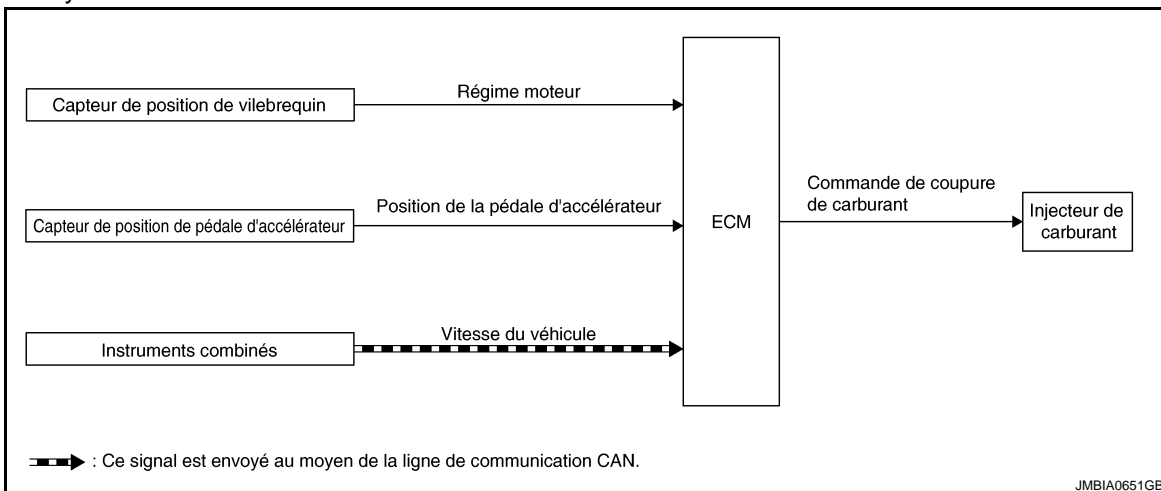 Capteur de position de vilebrequin
Régime moteur
Capteur de position de pédale d'accélérateur
Position de la pédale d'accélérateur
Instruments combinés
Vitesse du véhicule
ECM
Commande de coupure
de carburant
Injecteur de
carburant
: Ce signal est envoyé au moyen de la ligne de communication CAN.
JMBIA0651GB